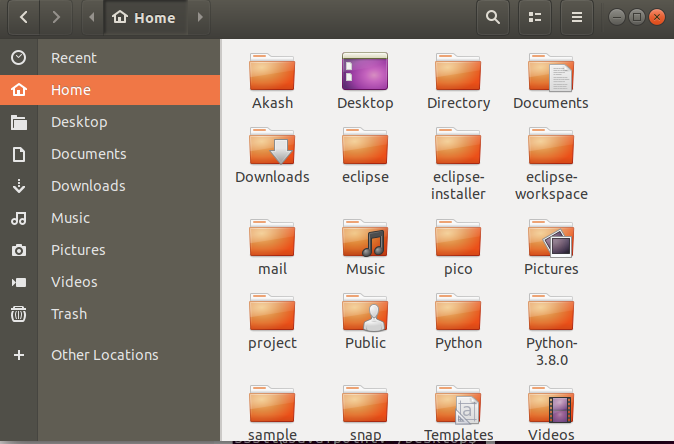 Home
Recent
Home
Desktop
Documents
Downloads
Music
Pictures
Videos
Trash
Other Locations
Akash
Desktop
Directory
Documents
Downloads
eclipse
eclipse-
installer
eclipse-
workspace
mail
Music
pico
Pictures
project
Public
Python
Python-
3.8.0
sample
snap
Templates
Videos